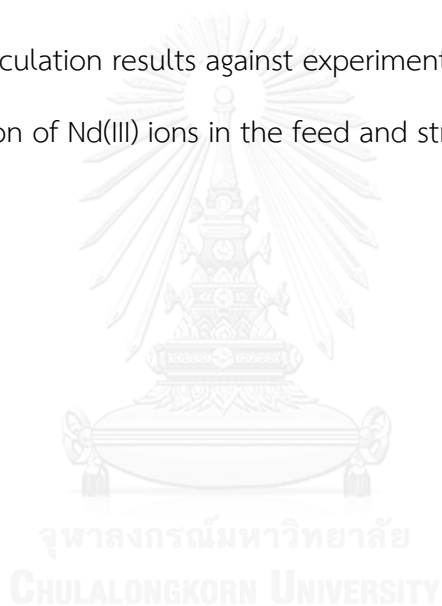 culation results against experiment
on of Nd(III) ions in the feed and str
จุฬาลงกรณ์มหาวิทยาลัย
CHULALONGKORN UNIVERSITY